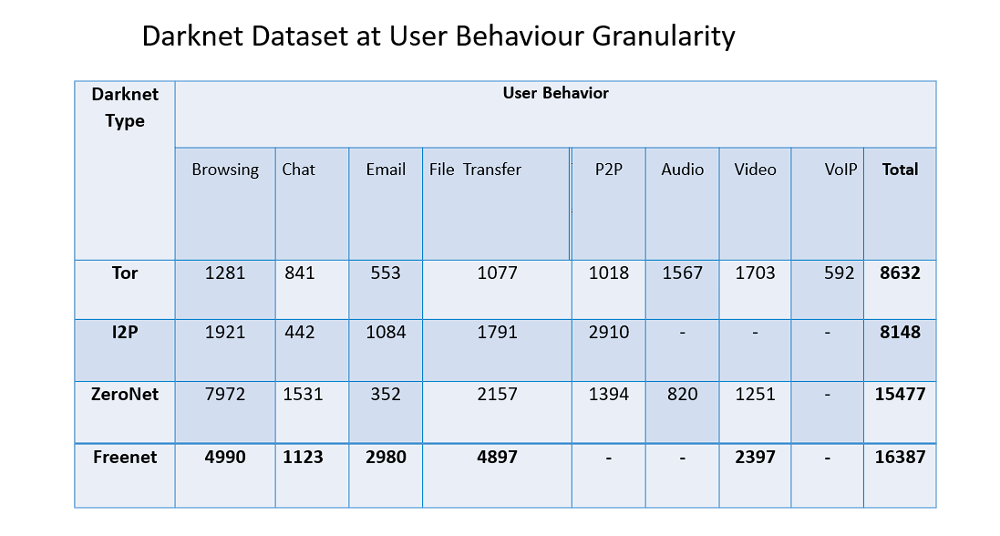 Darknet Dataset at User Behaviour Granularity
Darknet Type User Behavior
Browsing Chat Email File Transfer P2P Audio Video VoIP Total
Tor 1281 841 553 1077 1018 1567 1703 592 8632
I2P 1921 442 1084 1791 2910 - - - 8148
ZeroNet 7972 1531 352 2157 1394 820 1251 - 15477
Freenet 4990 1123 2980 4897 - - 2397 - 16387